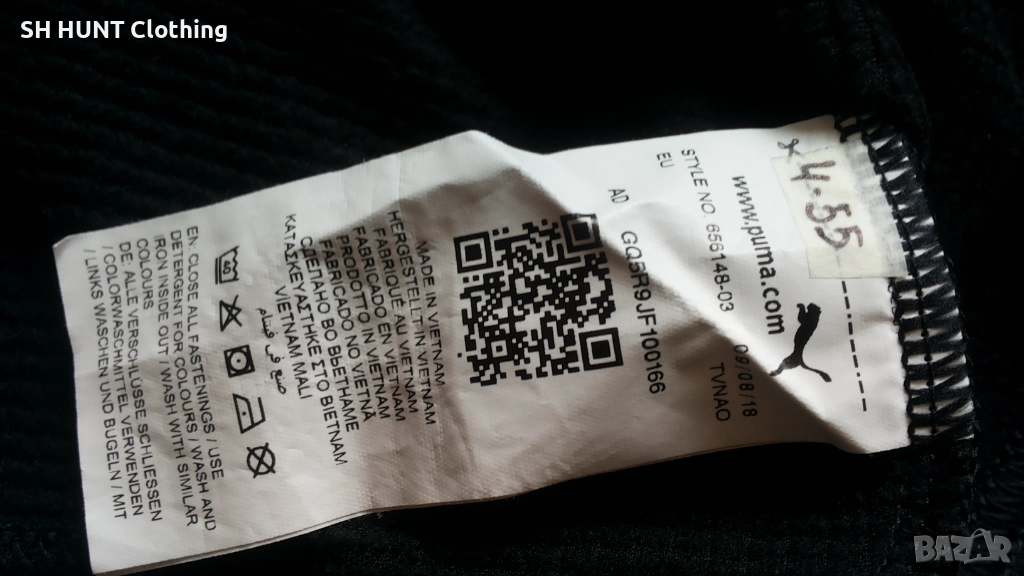 SH HUNT Clothing
x 4.55
www.puma.com
STYLE NO. 656148-03 09/08/18
EU TVNAO
A0 GQ5R9JF100166
MADE IN VIETNAM
HERGESTELLT IN VIETNAM
FABRIQUÉ AU VIETNAM
FABRICADO EN VIETNAM
PRODOTTO IN VIETNAM
FABRICADO NO VIETNÃ
СДЕЛАНО ВО ВЬЕТНАМЕ
ΚΑΤΑΣΚΕΥΑΣΤΗΚΕ ΣΤΟ ΒΙΕΤΝΑΜ
VIETNAM MALI
صنع في فيتنام
EN: CLOSE ALL FASTENINGS / USE
DETERGENT FOR COLOURS / WASH AND
IRON INSIDE OUT / WASH WITH SIMILAR
COLOURS
DE: ALLE VERSCHLÜSSE SCHLIESSEN
/ COLORWASCHMITTEL VERWENDEN
/ LINKS WASCHEN UND BÜGELN / MIT
BAZAR